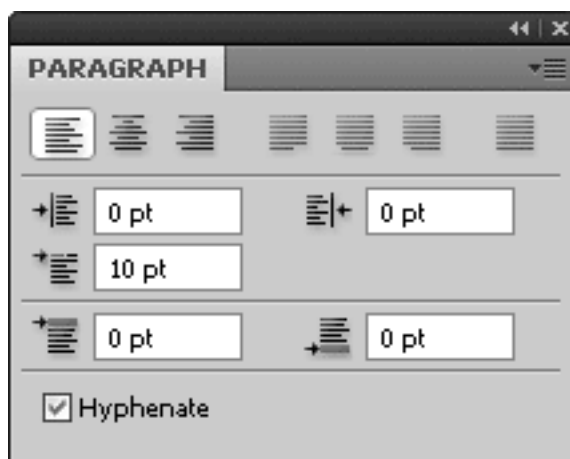 PARAGRAPH
0 pt 0 pt
10 pt
0 pt 0 pt
Hyphenate